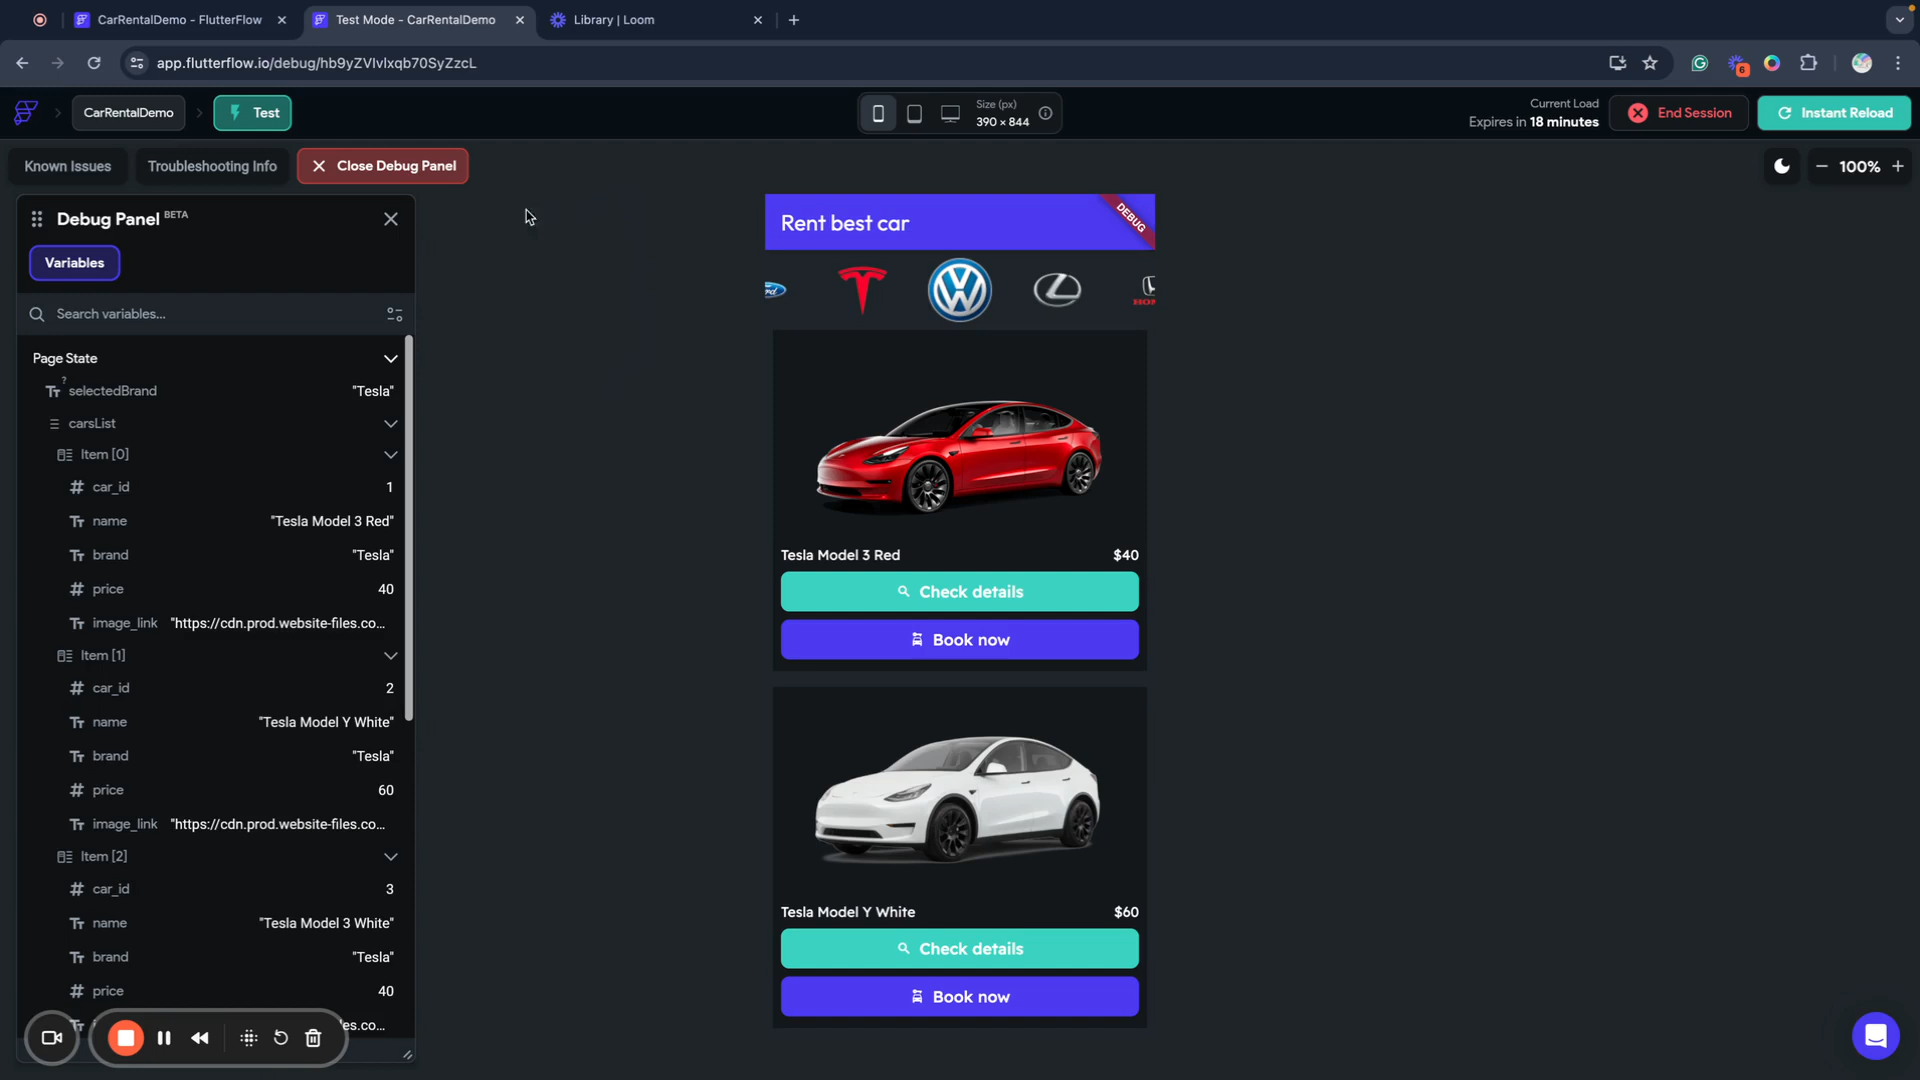 CarRentalDemo - FlutterFlow
Test Mode - CarRentalDemo
Library | Loom
app.flutterflow.io/debug/hb9yZVIvlxqb70SyZzcL
6
CarRentalDemo
Test
Size (px)
390 × 844
Current Load
Expires in 18 minutes
End Session
Instant Reload
Known Issues
Troubleshooting Info
Close Debug Panel
100%
Debug Panel BETA
Variables
Search variables...
Page State
selectedBrand "Tesla"
carsList
Item [0]
car_id 1
name "Tesla Model 3 Red"
brand "Tesla"
price 40
image_link "https://cdn.prod.website-files.co...
Item [1]
car_id 2
name "Tesla Model Y White"
brand "Tesla"
price 60
image_link "https://cdn.prod.website-files.co...
Item [2]
car_id 3
name "Tesla Model 3 White"
brand "Tesla"
price 40
les.co...
Rent best car
DEBUG
Tesla Model 3 Red $40
Check details
Book now
Tesla Model Y White $60
Check details
Book now